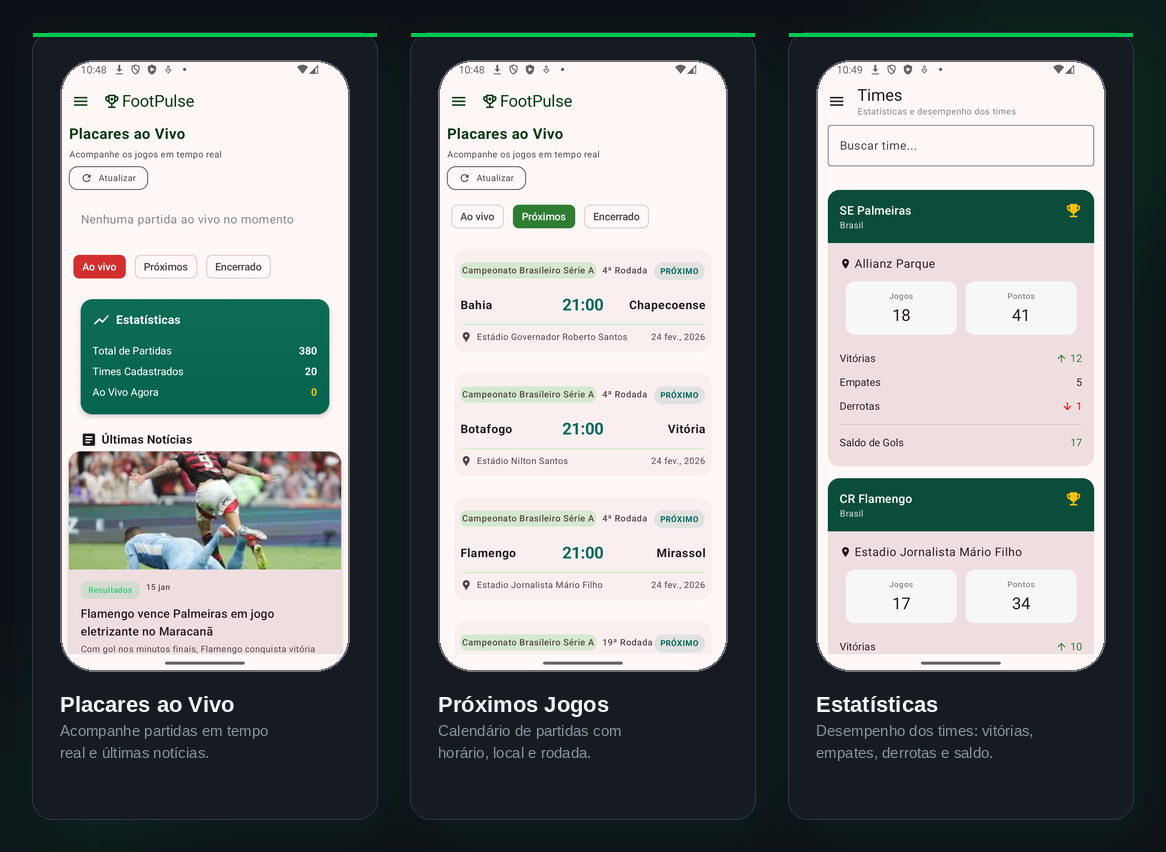 10:48
FootPulse
Placares ao Vivo
Acompanhe os jogos em tempo real
Atualizar
Nenhuma partida ao vivo no momento
Ao vivo Próximos Encerrado
Estatísticas
Total de Partidas 380
Times Cadastrados 20
Ao Vivo Agora 0
Últimas Notícias
9
Resultados 15 jan
Flamengo vence Palmeiras em jogo
eletrizante no Maracanã
Com gol nos minutos finais, Flamengo conquista vitória
Placares ao Vivo
Acompanhe partidas em tempo
real e últimas notícias.
10:48
FootPulse
Placares ao Vivo
Acompanhe os jogos em tempo real
Atualizar
Ao vivo Próximos Encerrado
Campeonato Brasileiro Série A 4ª Rodada PRÓXIMO
Bahia 21:00 Chapecoense
Estádio Governador Roberto Santos 24 fev., 2026
Campeonato Brasileiro Série A 4ª Rodada PRÓXIMO
Botafogo 21:00 Vitória
Estádio Nilton Santos 24 fev., 2026
Campeonato Brasileiro Série A 4ª Rodada PRÓXIMO
Flamengo 21:00 Mirassol
Estadio Jornalista Mário Filho 24 fev., 2026
Campeonato Brasileiro Série A 19ª Rodada PRÓXIMO
Próximos Jogos
Calendário de partidas com
horário, local e rodada.
10:49
Times
Estatísticas e desempenho dos times
Buscar time...
SE Palmeiras
Brasil
Allianz Parque
Jogos Pontos
18 41
Vitórias 12
Empates 5
Derrotas 1
Saldo de Gols 17
CR Flamengo
Brasil
Estadio Jornalista Mário Filho
Jogos Pontos
17 34
Vitórias 10
Estatísticas
Desempenho dos times: vitórias,
empates, derrotas e saldo.